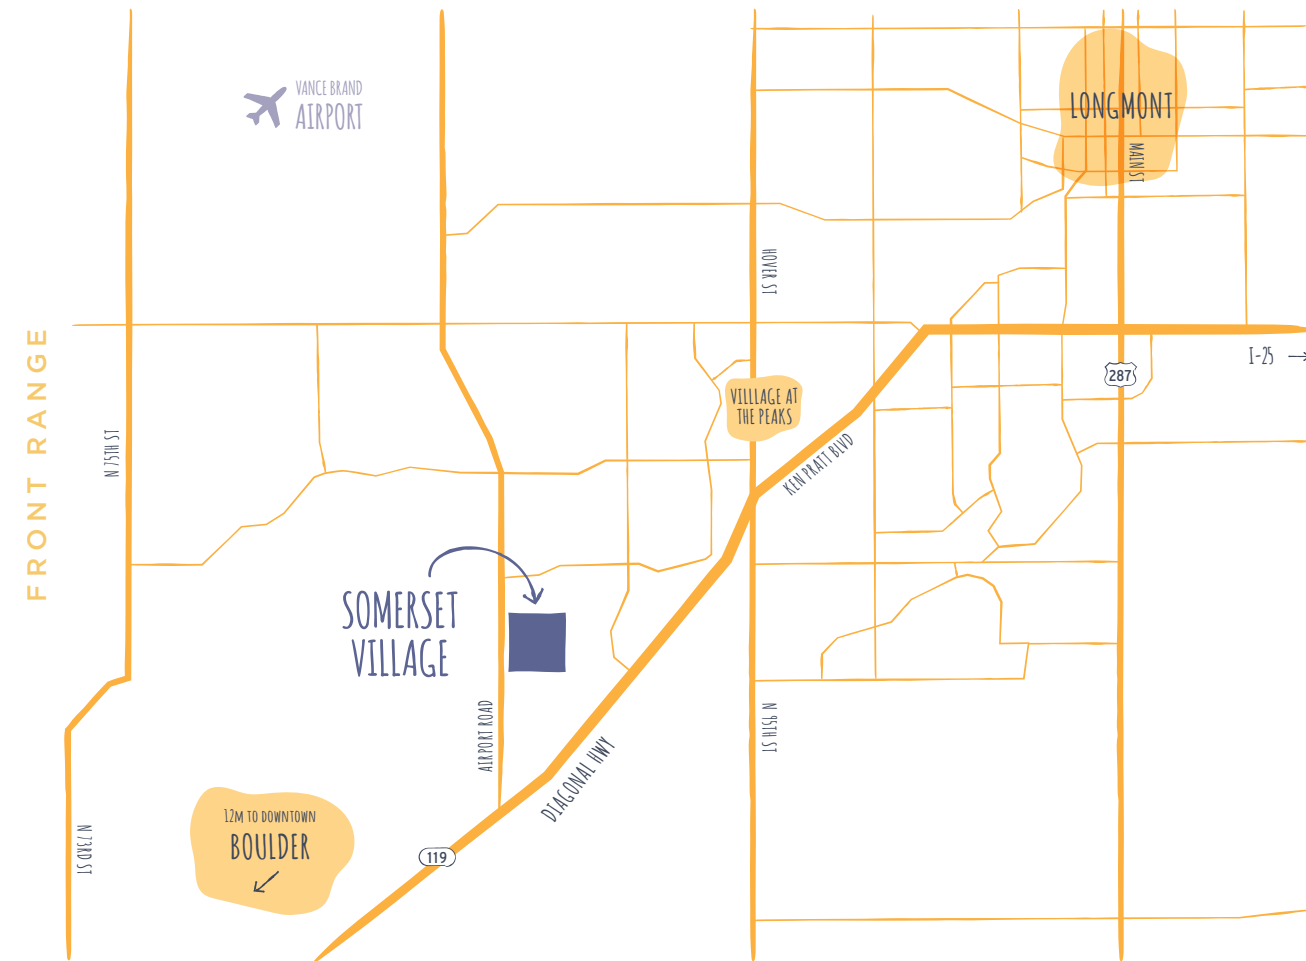 VANCE BRAND
AIRPORT
LONGMONT
MAIN ST
HOVER ST
FRONT RANGE
I-25
287
VILLLAGE AT
THE PEAKS
N 75TH ST
KEN PRATT BLVD
SOMERSET
VILLAGE
AIRPORT ROAD
N 95TH ST
DIAGONAL HWY
12M TO DOWNTOWN
BOULDER
N 73RD ST
119